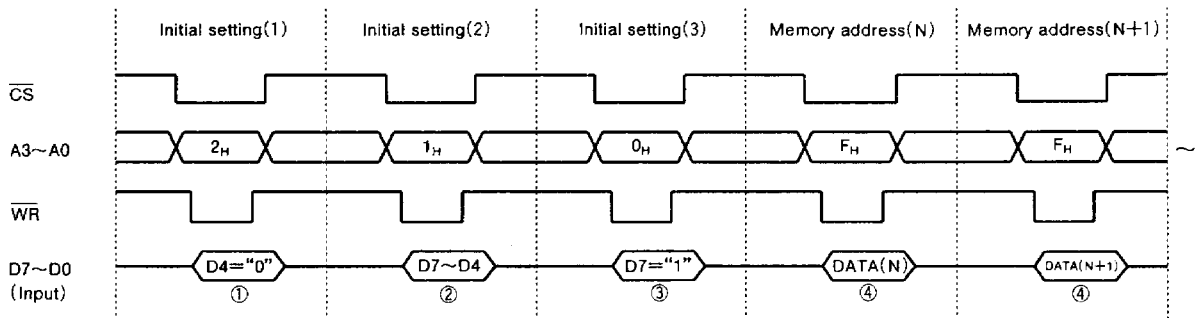 Initial setting(1) Initial setting(2) Initial setting(3) Memory address(N) Memory address(N+1)
C̅S̅
A3~A0 2H 1H 0H FH FH ~
W̅R̅
D7~D0 D4="0" D7~D4 D7="1" DATA(N) DATA(N+1)
(Input) ① ② ③ ④ ④